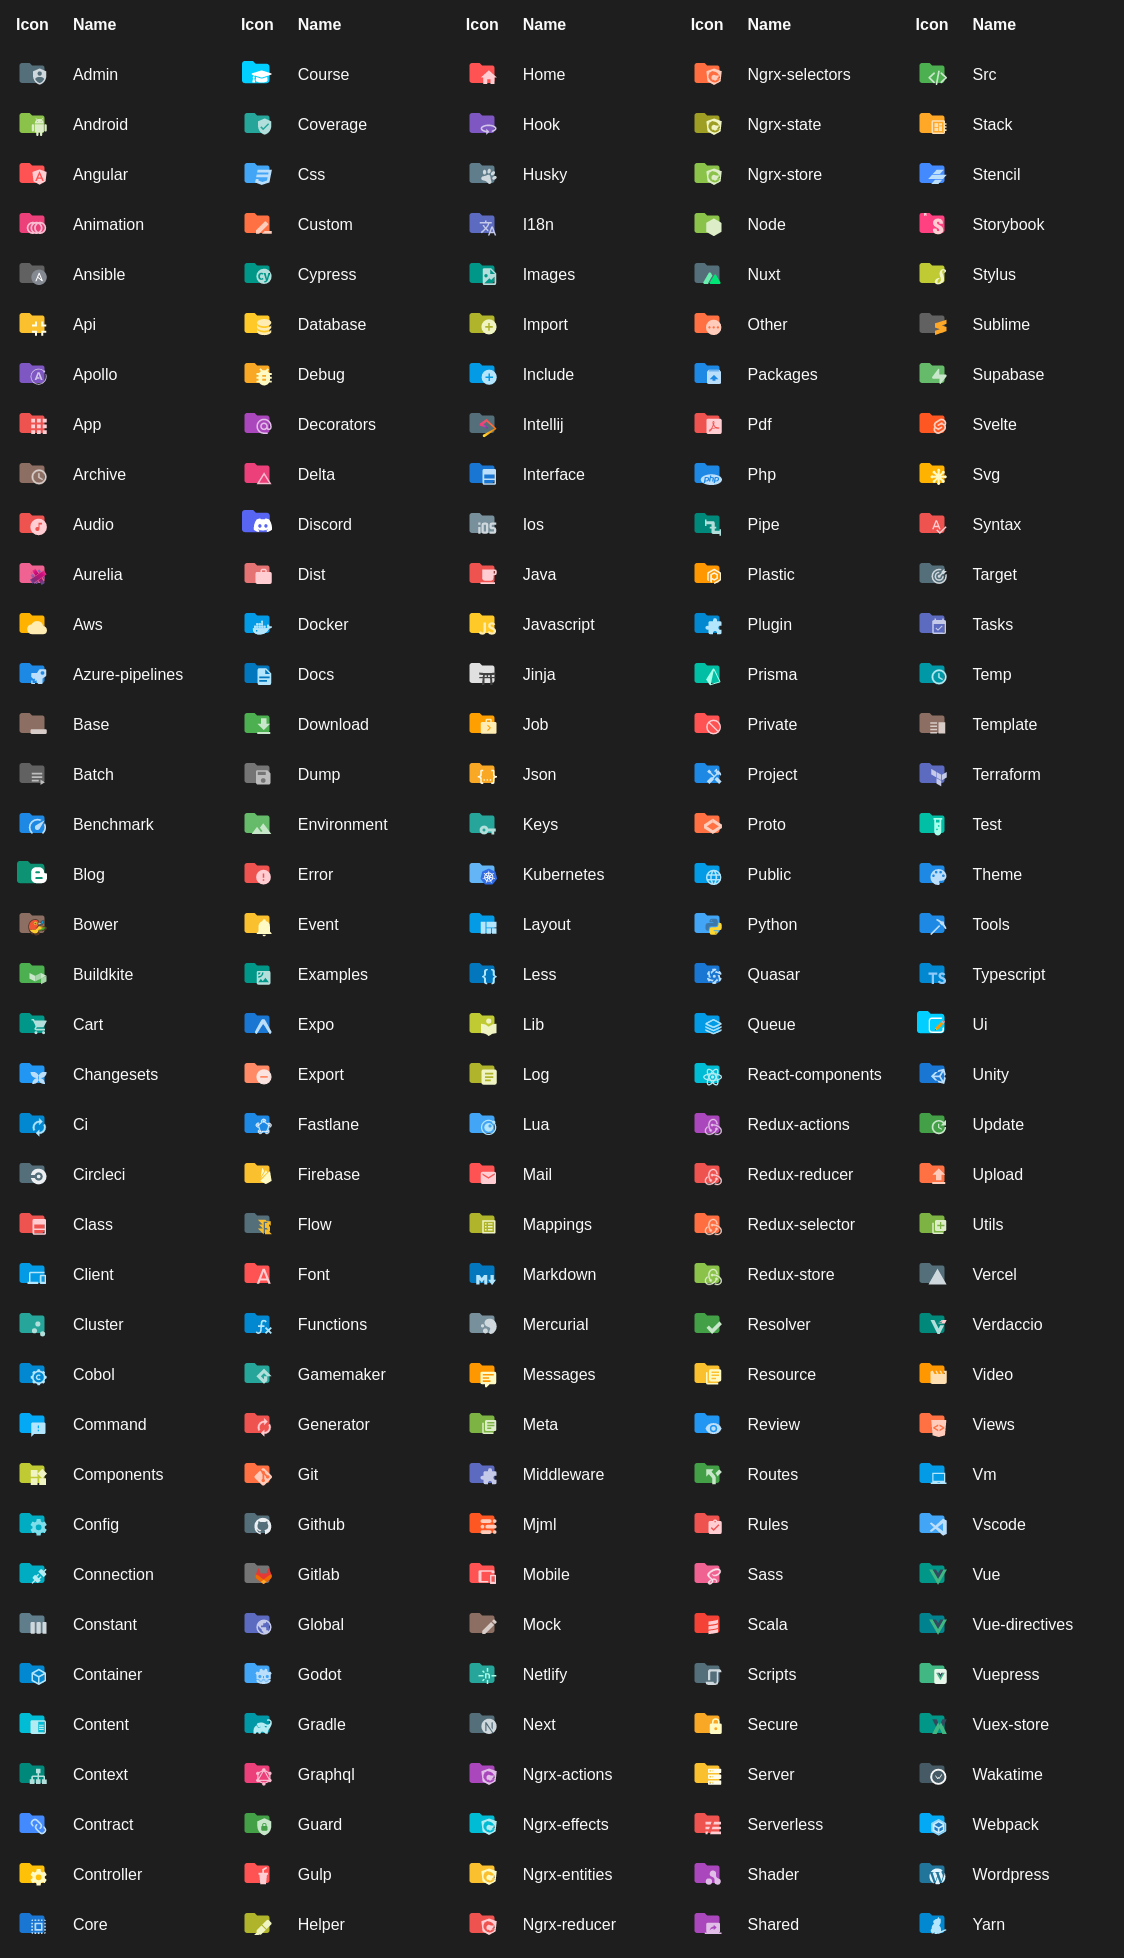 Icon Name Icon Name Icon Name Icon Name Icon Name
Admin Course Home Ngrx-selectors Src
Android Coverage Hook Ngrx-state Stack
Angular Css Husky Ngrx-store Stencil
Animation Custom I18n Node Storybook
Ansible Cypress Images Nuxt Stylus
Api Database Import Other Sublime
Apollo Debug Include Packages Supabase
App Decorators Intellij Pdf Svelte
Archive Delta Interface Php Svg
Audio Discord Ios Pipe Syntax
Aurelia Dist Java Plastic Target
Aws Docker Javascript Plugin Tasks
Azure-pipelines Docs Jinja Prisma Temp
Base Download Job Private Template
Batch Dump Json Project Terraform
Benchmark Environment Keys Proto Test
Blog Error Kubernetes Public Theme
Bower Event Layout Python Tools
Buildkite Examples Less Quasar Typescript
Cart Expo Lib Queue Ui
Changesets Export Log React-components Unity
Ci Fastlane Lua Redux-actions Update
Circleci Firebase Mail Redux-reducer Upload
Class Flow Mappings Redux-selector Utils
Client Font Markdown Redux-store Vercel
Cluster Functions Mercurial Resolver Verdaccio
Cobol Gamemaker Messages Resource Video
Command Generator Meta Review Views
Components Git Middleware Routes Vm
Config Github Mjml Rules Vscode
Connection Gitlab Mobile Sass Vue
Constant Global Mock Scala Vue-directives
Container Godot Netlify Scripts Vuepress
Content Gradle Next Secure Vuex-store
Context Graphql Ngrx-actions Server Wakatime
Contract Guard Ngrx-effects Serverless Webpack
Controller Gulp Ngrx-entities Shader Wordpress
Core Helper Ngrx-reducer Shared Yarn